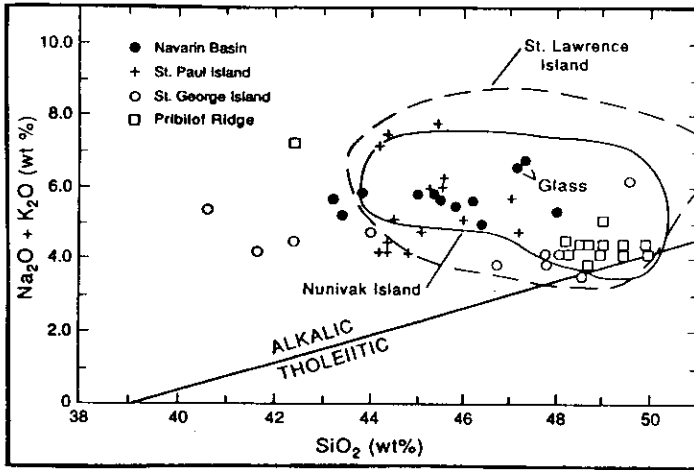 10.0
8.0
6.0
4.0
2.0
0
Na₂O + K₂O (wt %)
Navarin Basin
St. Paul Island
St. George Island
Pribilof Ridge
St. Lawrence
Island
Glass
Nunivak Island
ALKALIC
THOLEIITIC
38 40 42 44 46 48 50
SiO₂ (wt%)